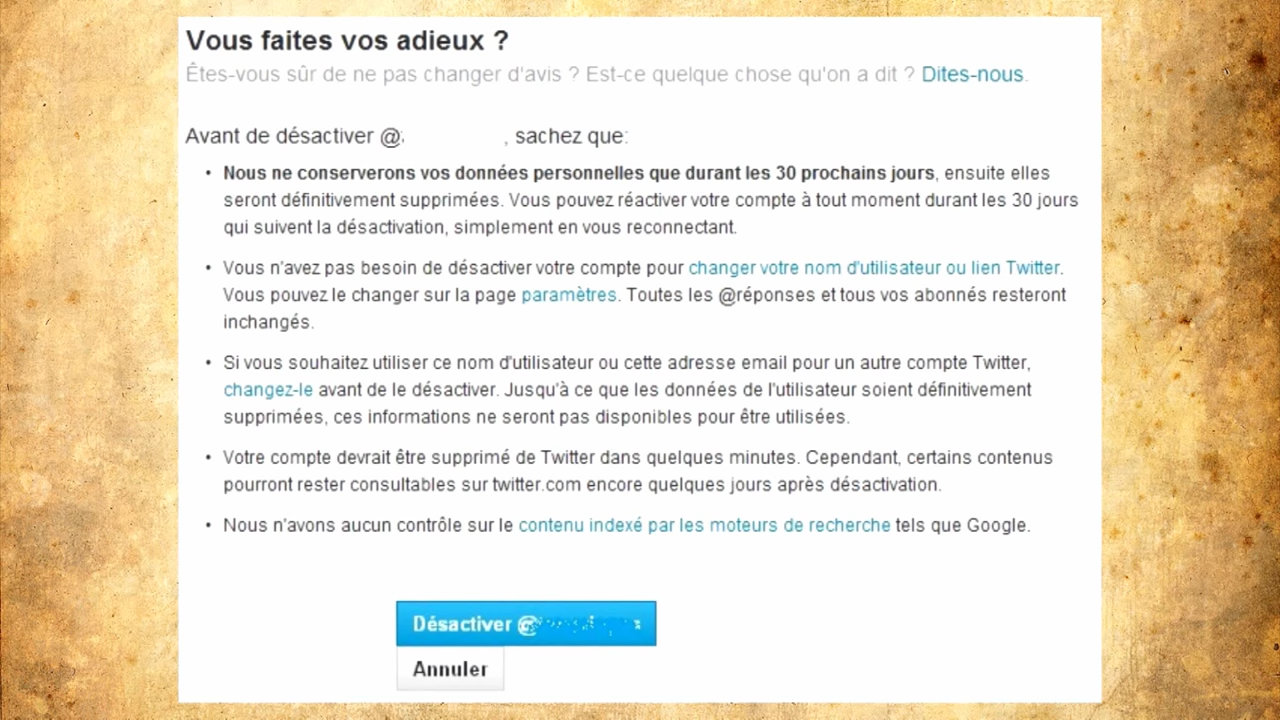 Vous faites vos adieux ?
Êtes-vous sûr de ne pas changer d'avis ? Est-ce quelque chose qu'on a dit ? Dites-nous.
Avant de désactiver @ , sachez que:
• Nous ne conserverons vos données personnelles que durant les 30 prochains jours, ensuite elles
seront définitivement supprimées. Vous pouvez réactiver votre compte à tout moment durant les 30 jours
qui suivent la désactivation, simplement en vous reconnectant.
• Vous n'avez pas besoin de désactiver votre compte pour changer votre nom d'utilisateur ou lien Twitter.
Vous pouvez le changer sur la page paramètres. Toutes les @réponses et tous vos abonnés resteront
inchangés.
• Si vous souhaitez utiliser ce nom d'utilisateur ou cette adresse email pour un autre compte Twitter,
changez-le avant de le désactiver. Jusqu'à ce que les données de l'utilisateur soient définitivement
supprimées, ces informations ne seront pas disponibles pour être utilisées.
• Votre compte devrait être supprimé de Twitter dans quelques minutes. Cependant, certains contenus
pourront rester consultables sur twitter.com encore quelques jours après désactivation.
• Nous n'avons aucun contrôle sur le contenu indexé par les moteurs de recherche tels que Google.
Désactiver @
Annuler